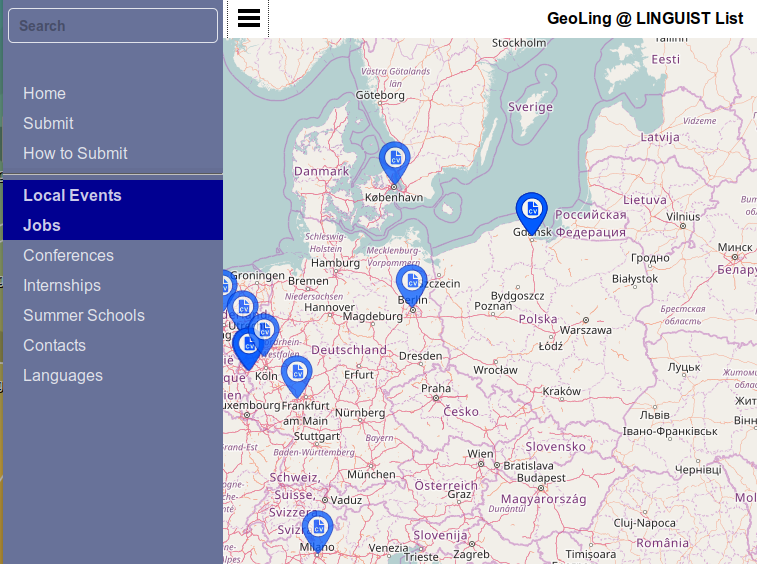 Search
GeoLing @ LINGUIST List
Home
Submit
How to Submit
Local Events
Jobs
Conferences
Internships
Summer Schools
Contacts
Languages
Stockholm
Tallinn
Eesti
Västra Götalands
län
Göteborg
Sverige
Vidzeme
Latvija
Danmark
København
Lietuva
Vilnius
Российская
Федерация
Gdańsk
Мінск
Беларусь
Schleswig-
Holstein
Mecklenburg-
Vorpommern
Hamburg
Гродно
Białystok
Groningen
Bremen
Szczecin
Niedersachsen
Berlin
Bydgoszcz
Poznań
Hannover
Magdeburg
Polska
Warszawa
Брестская
область
Łódź
Deutschland
Dresden
Wrocław
Köln
Erfurt
Луцьк
Praha
Kraków
Frankfurt
am Main
Nürnberg
Česko
Львів
Івано-Франківськ
Stuttgart
Bayern
Baden-Württemberg
Slovensko
Wien
Bratislava
Чернівці
München
Budapest
Schweiz,
Suisse,
Svizzera,
Österreich
Graz
Magyarország
Vaduz
Dunántúl
Cluj-Napoca
Slovenija
România
Milano
Venezia
Trieste
Zagreb
Timișoara